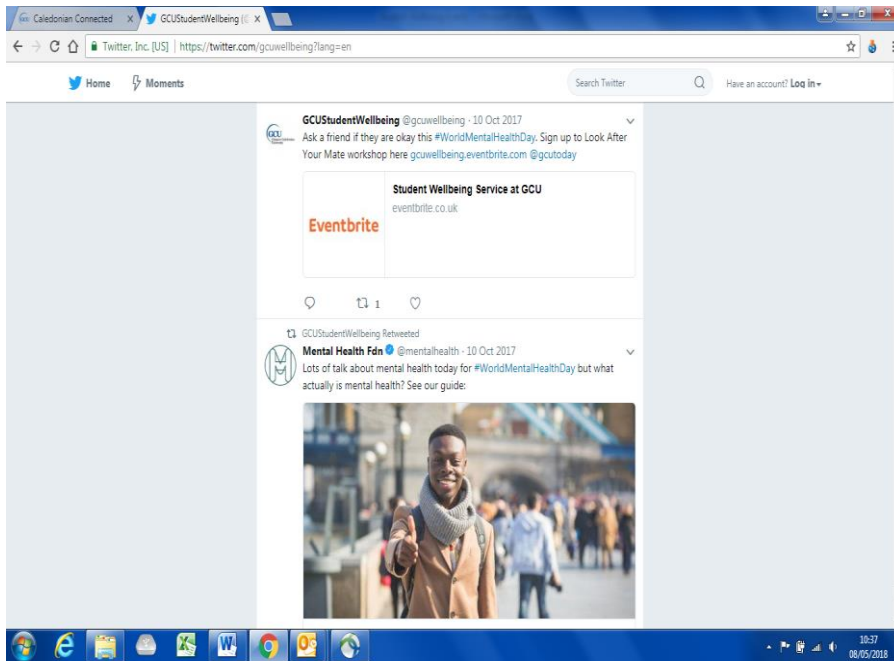 Caledonian Connected
GCUStudentWellbeing (G
Twitter, Inc. [US] | https://twitter.com/gcuwellbeing?lang=en
Home
Moments
Search Twitter
Have an account? Log in
GCUStudentWellbeing @gcuwellbeing · 10 Oct 2017
Ask a friend if they are okay this #WorldMentalHealthDay. Sign up to Look After
Your Mate workshop here gcuwellbeing.eventbrite.com @gcutoday
Eventbrite
Student Wellbeing Service at GCU
eventbrite.co.uk
1
GCUStudentWellbeing Retweeted
Mental Health Fdn @mentalhealth · 10 Oct 2017
Lots of talk about mental health today for #WorldMentalHealthDay but what
actually is mental health? See our guide:
10:37
08/05/2018